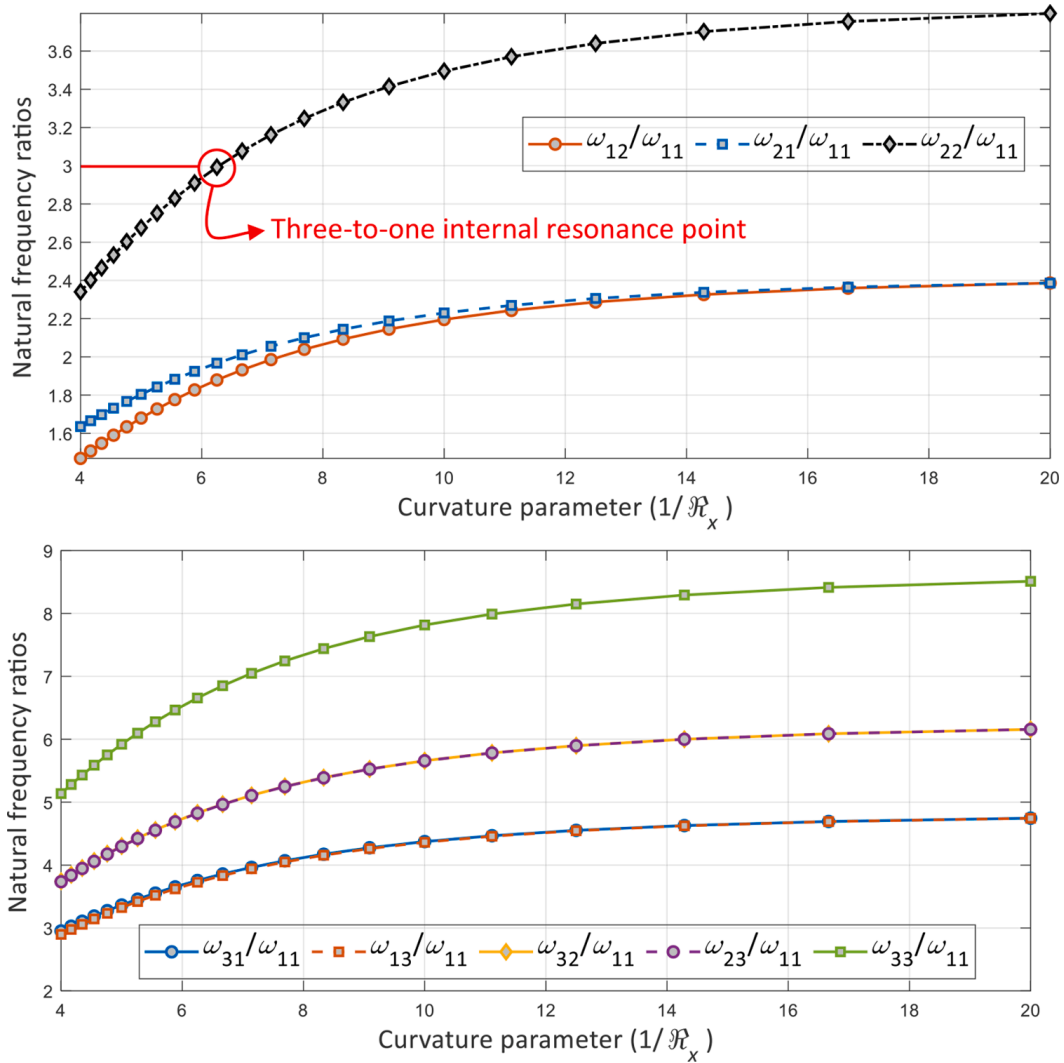 Natural frequency ratios
3.6
3.4
3.2
3
2.8
2.6
2.4
2.2
2
1.8
1.6
ω12/ω11 ω21/ω11 ω22/ω11
Three-to-one internal resonance point
4 6 8 10 12 14 16 18 20
Curvature parameter (1/ℜx)
Natural frequency ratios
9
8
7
6
5
4
3
2
ω31/ω11 ω13/ω11 ω32/ω11 ω23/ω11 ω33/ω11
4 6 8 10 12 14 16 18 20
Curvature parameter (1/ℜx)